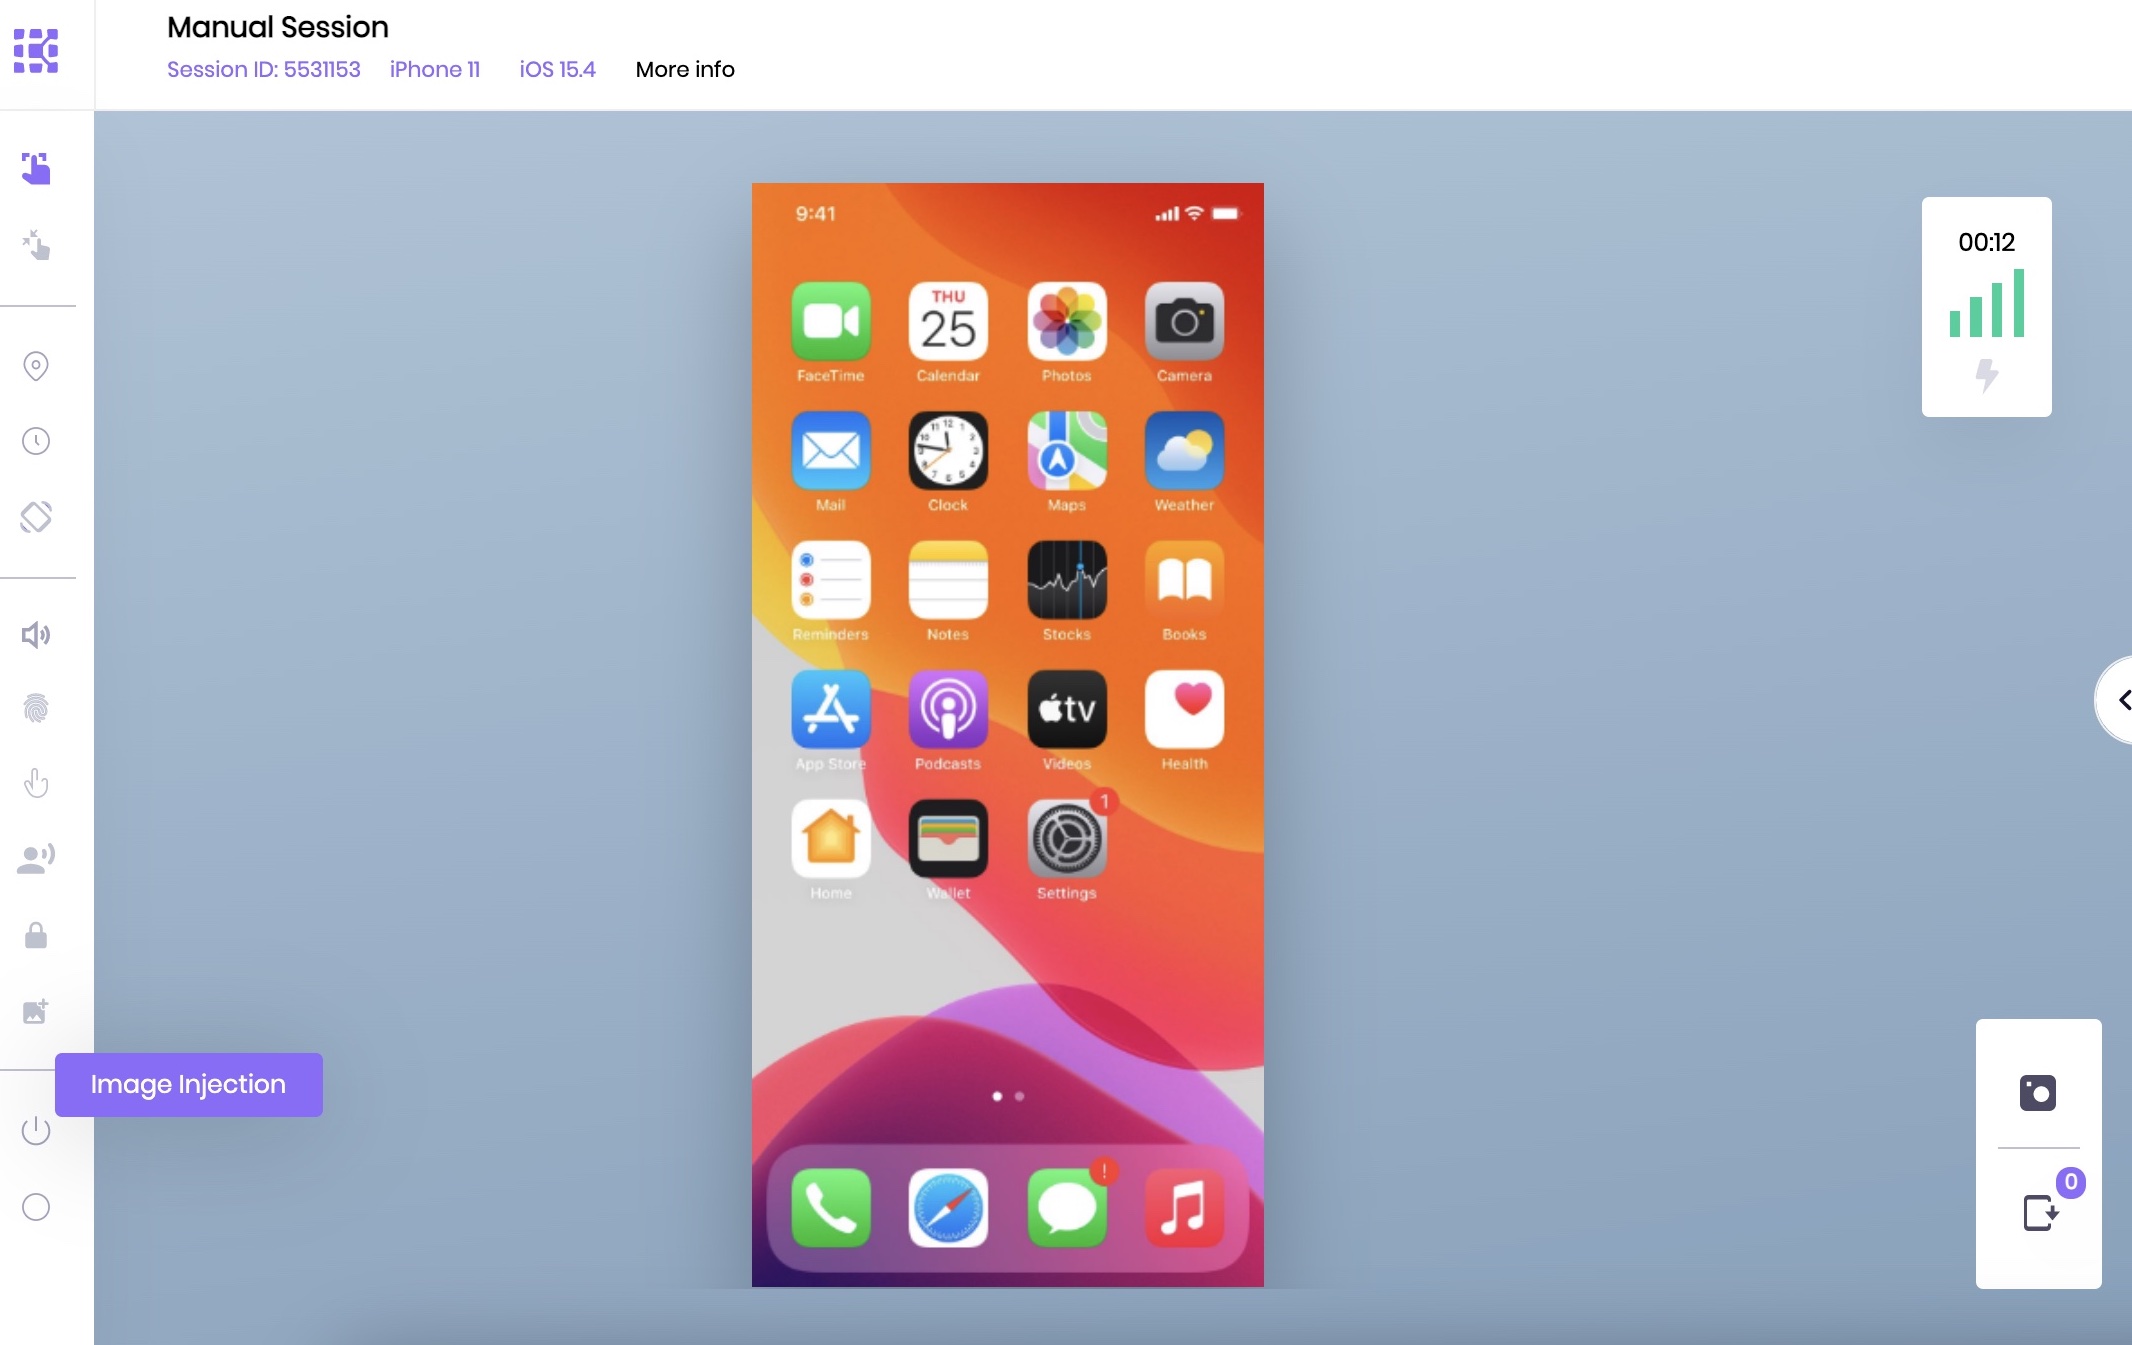 Manual Session
Session ID: 5531153 iPhone 11 iOS 15.4 More info
9:41
00:12
THU
25
FaceTime Calendar Photos Camera
Mail Clock Maps Weather
Reminders Notes Stocks Books
tv
App Store Podcasts Videos Health
1
Home Wallet Settings
Image Injection
!
0